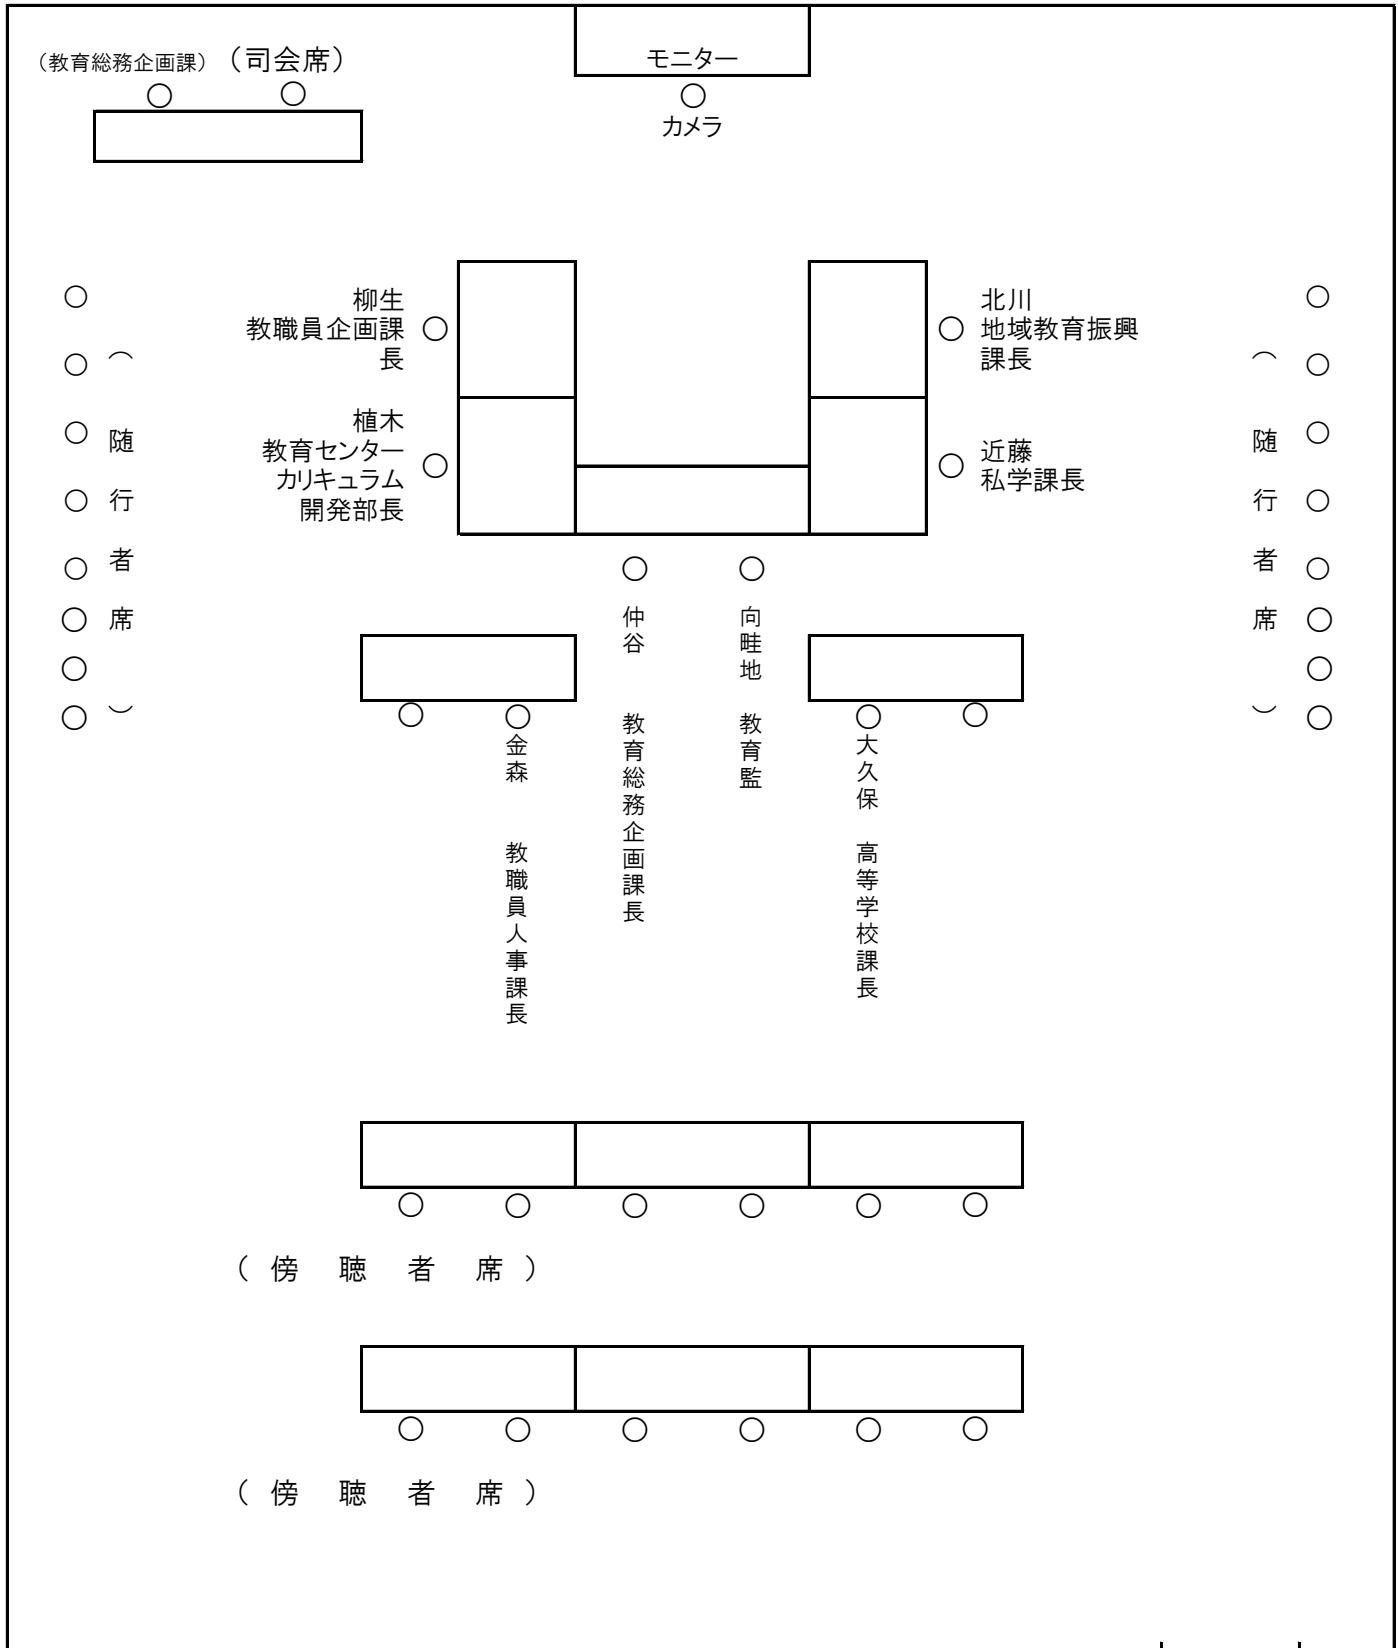 （教育総務企画課）（司会席）
モニター
カメラ
柳生
教職員企画課
長
北川
地域教育振興
課長
植木
教育センター
カリキュラム
開発部長
近藤
私学課長
（随行者席）
（随行者席）
仲谷　教育総務企画課長
向畦地　教育監
金森　教職員人事課長
大久保　高等学校課長
（傍聴者席）
（傍聴者席）